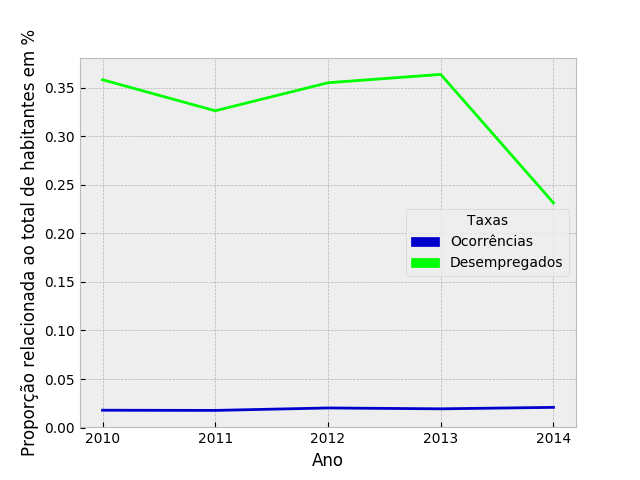 Proporção relacionada ao total de habitantes em %
0.35
0.30
0.25
0.20
0.15
0.10
0.05
0.00
Taxas
Ocorrências
Desempregados
2010 2011 2012 2013 2014
Ano